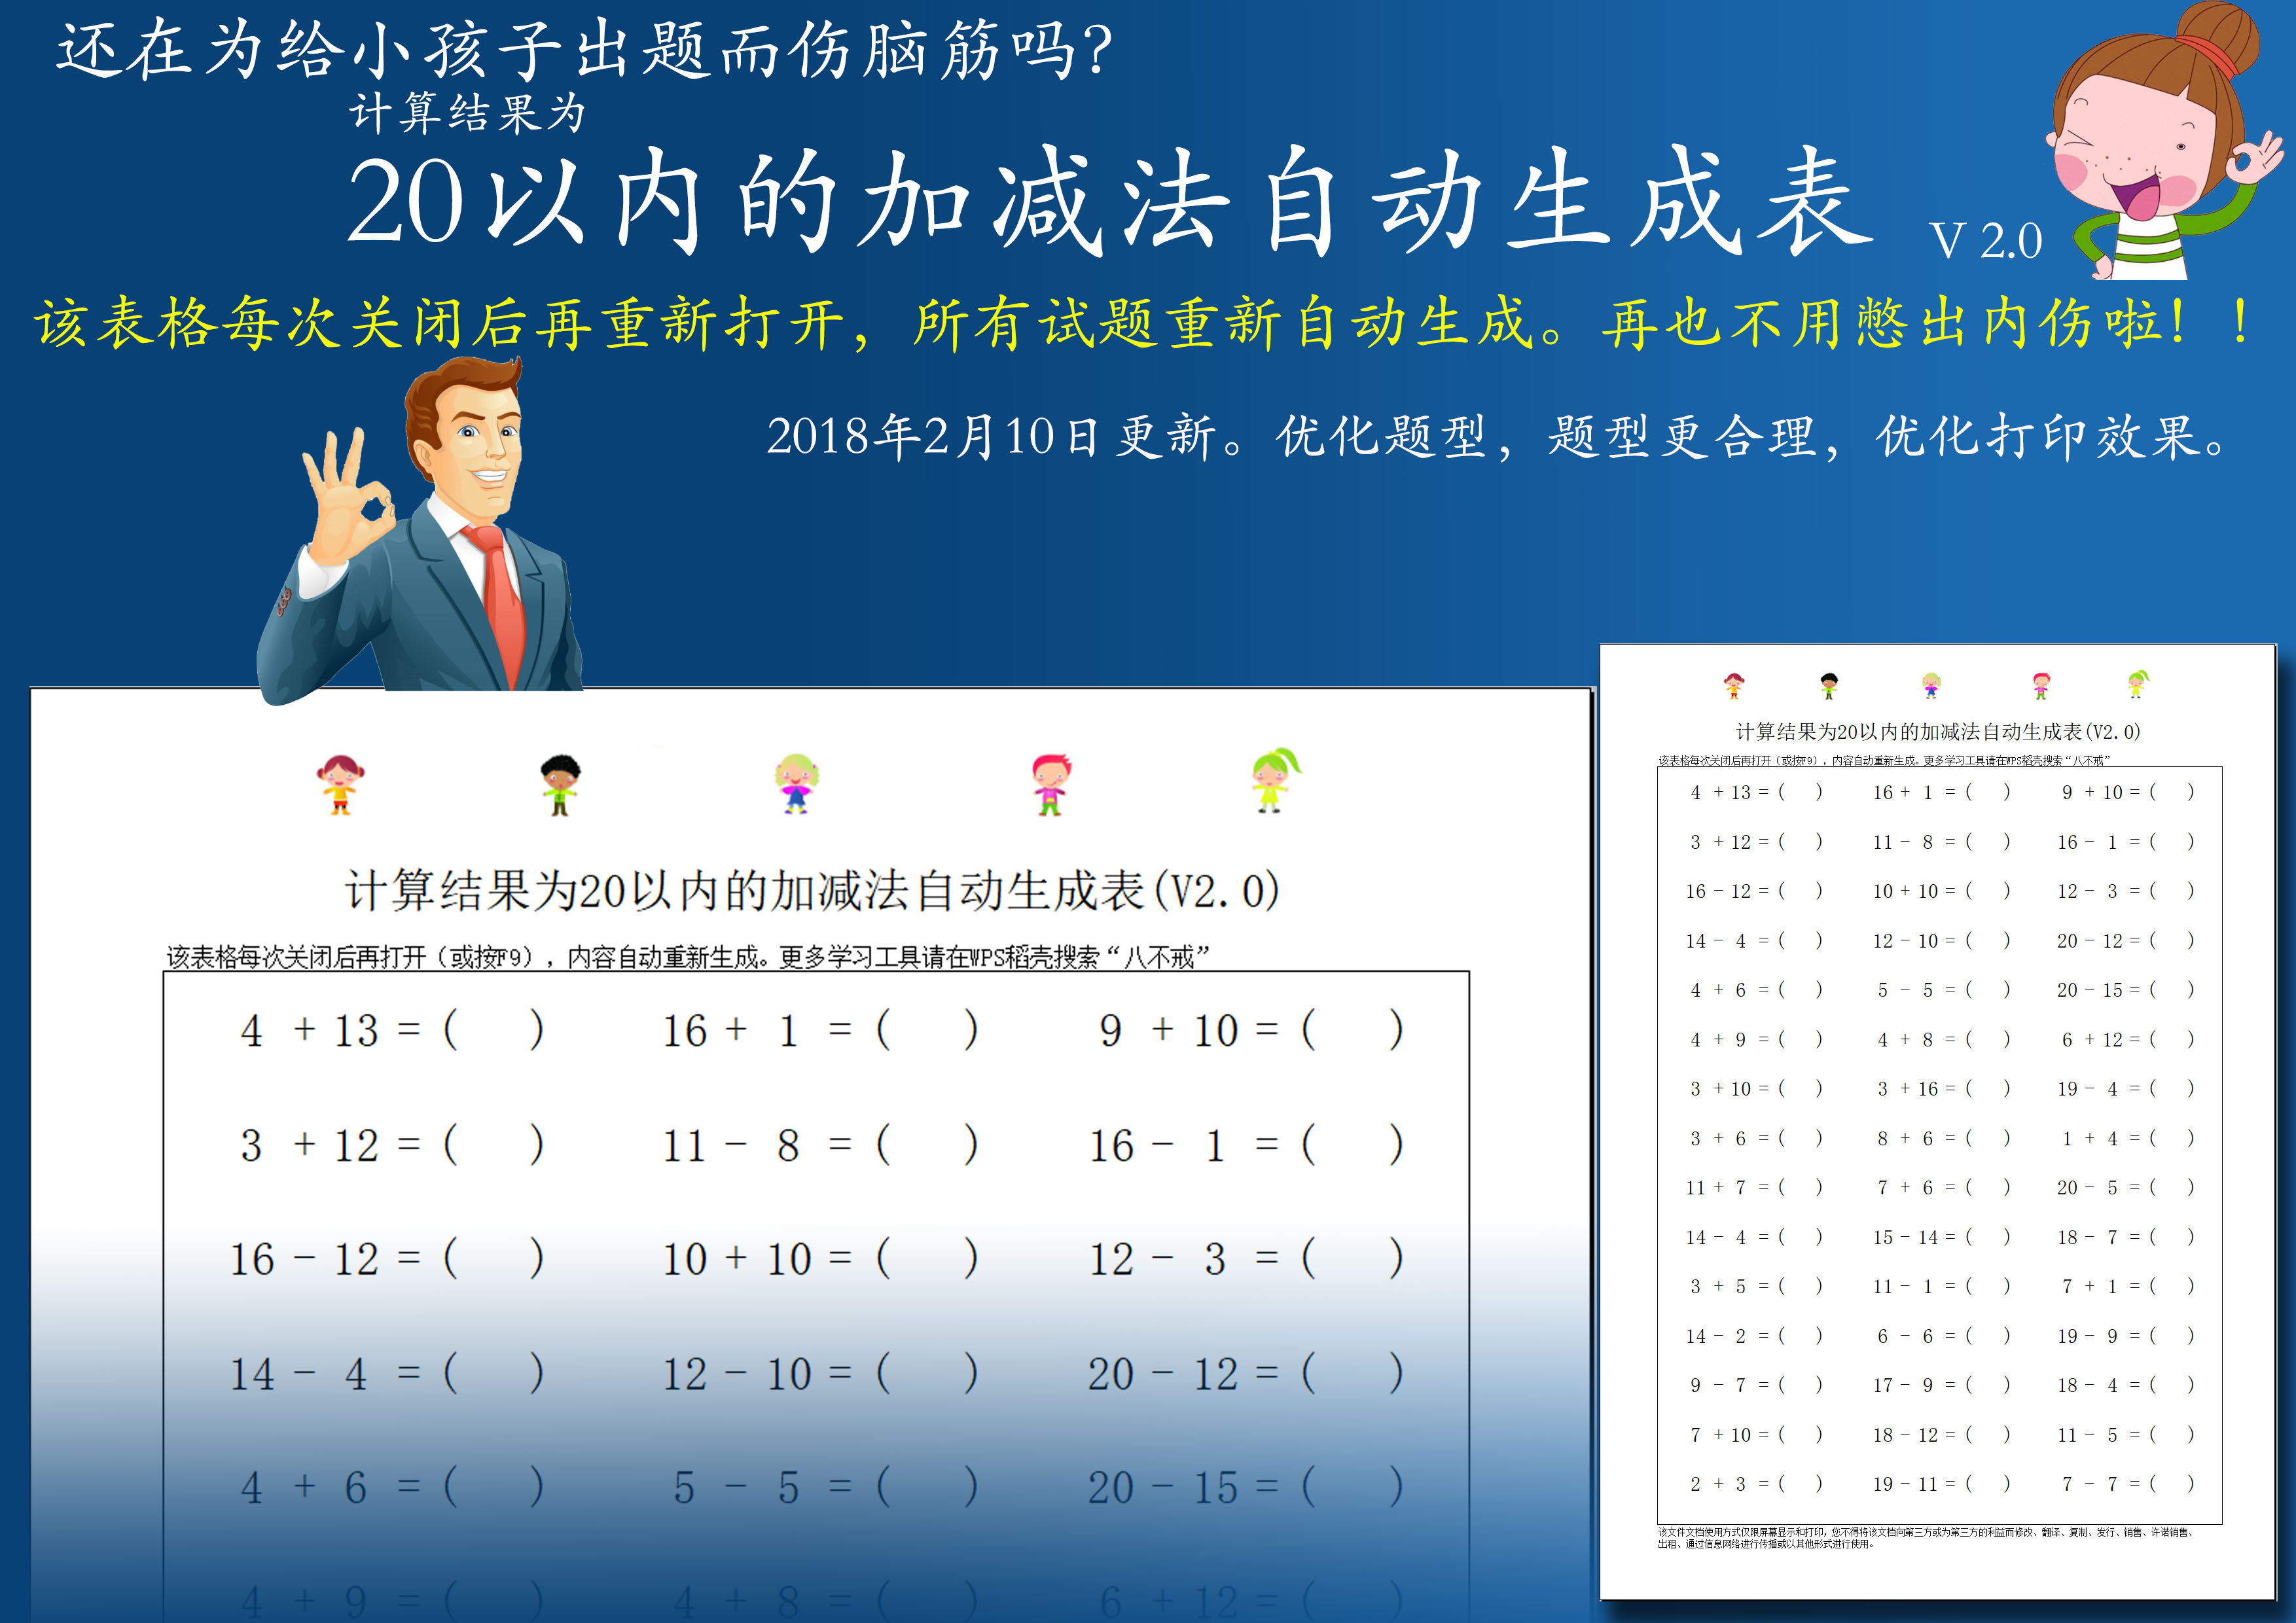 还在为给小孩子出题而伤脑筋吗?
计算结果为
20以内的加减法自动生成表 V 2.0
该表格每次关闭后再重新打开，所有试题重新自动生成。再也不用憋出内伤啦！！
2018年2月10日更新。优化题型，题型更合理，优化打印效果。
计算结果为20以内的加减法自动生成表(V2.0)
该表格每次关闭后再打开（或按F9），内容自动重新生成。更多学习工具请在WPS稻壳搜索“八不戒”
4 + 13 = ( ) 16 + 1 = ( ) 9 + 10 = ( )
3 + 12 = ( ) 11 - 8 = ( ) 16 - 1 = ( )
16 - 12 = ( ) 10 + 10 = ( ) 12 - 3 = ( )
14 - 4 = ( ) 12 - 10 = ( ) 20 - 12 = ( )
4 + 6 = ( ) 5 - 5 = ( ) 20 - 15 = ( )
4 + 9 = ( ) 4 + 8 = ( ) 6 + 12 = ( )
计算结果为20以内的加减法自动生成表(V2.0)
该表格每次关闭后再打开（或按F9），内容自动重新生成。更多学习工具请在WPS稻壳搜索“八不戒”
4 + 13 = ( ) 16 + 1 = ( ) 9 + 10 = ( )
3 + 12 = ( ) 11 - 8 = ( ) 16 - 1 = ( )
16 - 12 = ( ) 10 + 10 = ( ) 12 - 3 = ( )
14 - 4 = ( ) 12 - 10 = ( ) 20 - 12 = ( )
4 + 6 = ( ) 5 - 5 = ( ) 20 - 15 = ( )
4 + 9 = ( ) 4 + 8 = ( ) 6 + 12 = ( )
3 + 10 = ( ) 3 + 16 = ( ) 19 - 4 = ( )
3 + 6 = ( ) 8 + 6 = ( ) 1 + 4 = ( )
11 + 7 = ( ) 7 + 6 = ( ) 20 - 5 = ( )
14 - 4 = ( ) 15 - 14 = ( ) 18 - 7 = ( )
3 + 5 = ( ) 11 - 1 = ( ) 7 + 1 = ( )
14 - 2 = ( ) 6 - 6 = ( ) 19 - 9 = ( )
9 - 7 = ( ) 17 - 9 = ( ) 18 - 4 = ( )
7 + 10 = ( ) 18 - 12 = ( ) 11 - 5 = ( )
2 + 3 = ( ) 19 - 11 = ( ) 7 - 7 = ( )
该文件文档使用方式仅限屏幕显示和打印，您不得将该文档向第三方或为第三方的利益而修改、翻译、复制、发行、销售、许诺销售、
出租、通过信息网络进行传播或以其他形式进行使用。